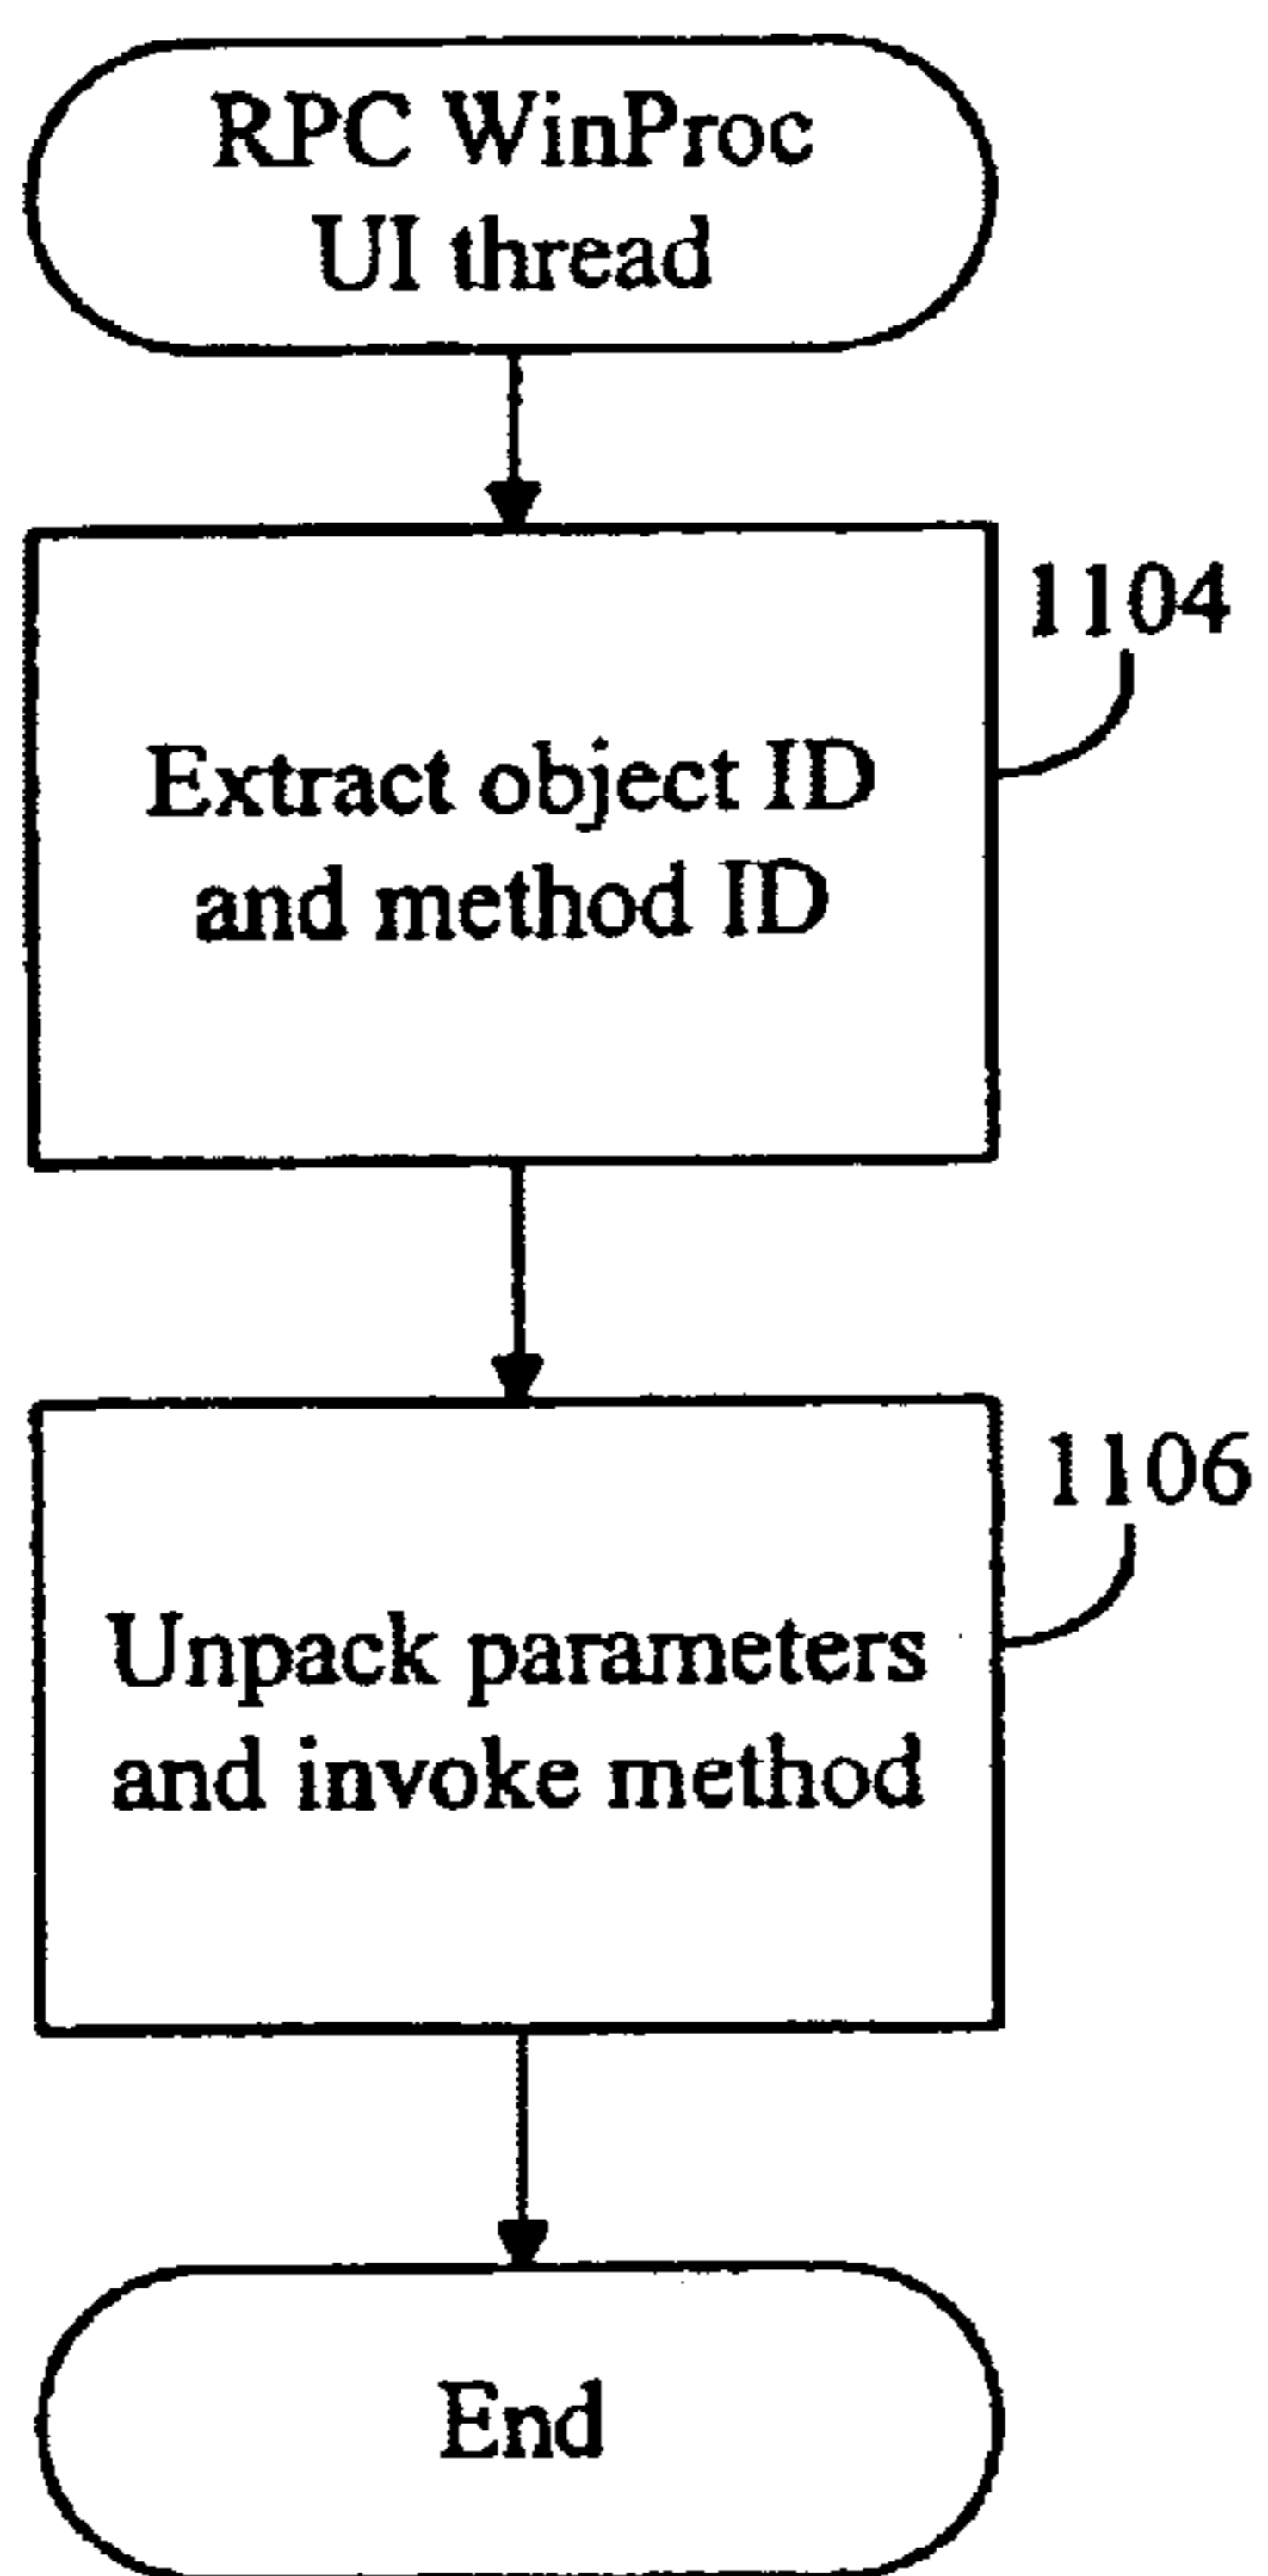 RPC WinProc
UI thread
1104
Extract object ID
and method ID
1106
Unpack parameters
and invoke method
End